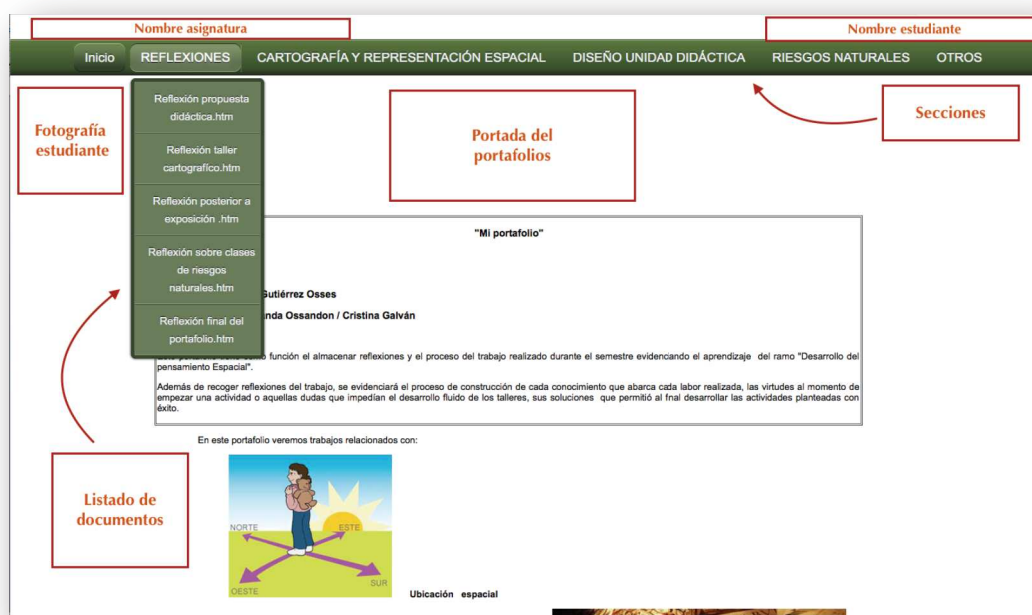 Nombre asignatura
Nombre estudiante
Inicio REFLEXIONES CARTOGRAFÍA Y REPRESENTACIÓN ESPACIAL DISEÑO UNIDAD DIDÁCTICA RIESGOS NATURALES OTROS
Fotografía
estudiante
Reflexión propuesta
didáctica.htm
Reflexión taller
cartografíco.htm
Reflexión posterior a
exposición .htm
Reflexión sobre clases
de riesgos
naturales.htm
Reflexión final del
portafolio.htm
Portada del
portafolios
Secciones
"Mi portafolio"
Gutiérrez Osses
Ossandon / Cristina Galván
función el almacenar reflexiones y el proceso del trabajo realizado durante el semestre evidenciando el aprendizaje del ramo "Desarrollo del
pensamiento Espacial".
Además de recoger reflexiones del trabajo, se evidenciará el proceso de construcción de cada conocimiento que abarca cada labor realizada, las virtudes al momento de
empezar una actividad o aquellas dudas que impedían el desarrollo fluido de los talleres, sus soluciones que permitió al fnal desarrollar las actividades planteadas con
éxito.
En este portafolio veremos trabajos relacionados con:
Listado de
documentos
NORTE ESTE
OESTE SUR
Ubicación espacial